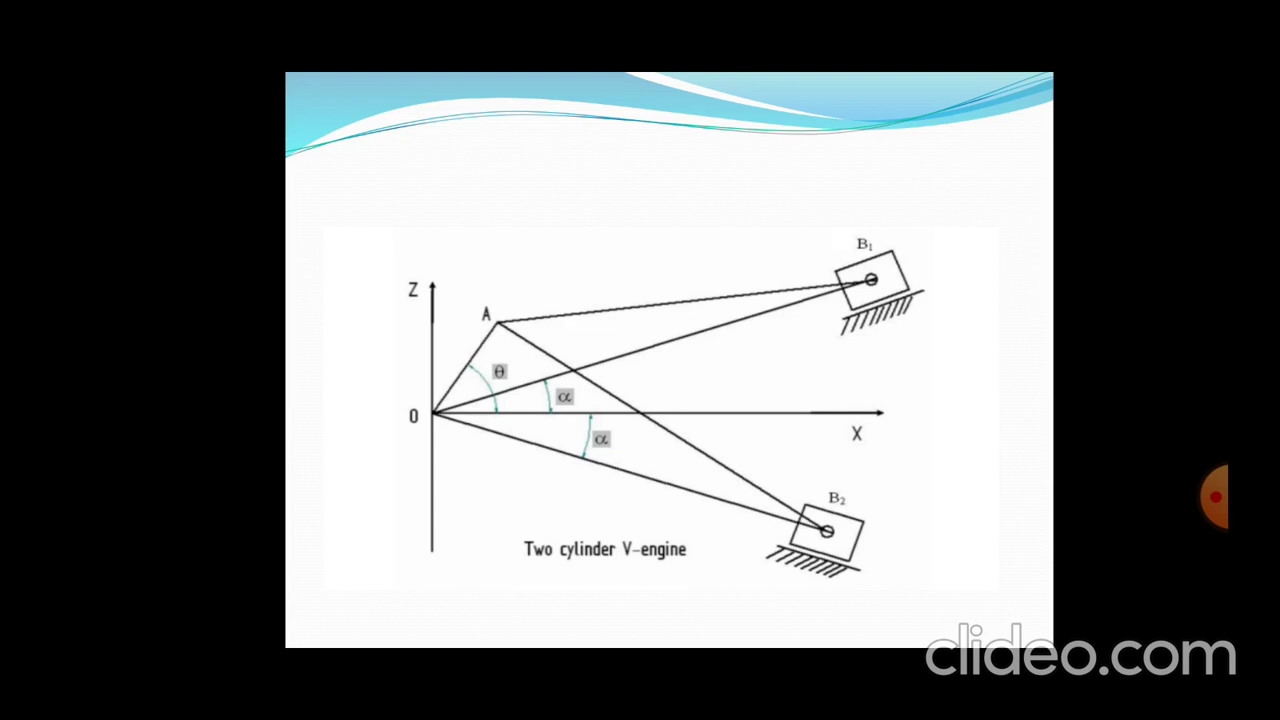 B₁
Z
A
θ
α
O
X
α
B₂
Two cylinder V-engine
clideo.com